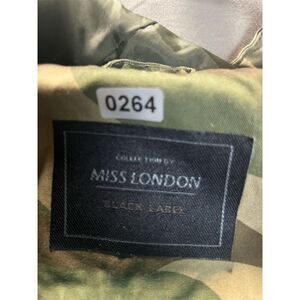 0264
COLLECTION BY
MISS LONDON
BLACK LABEL